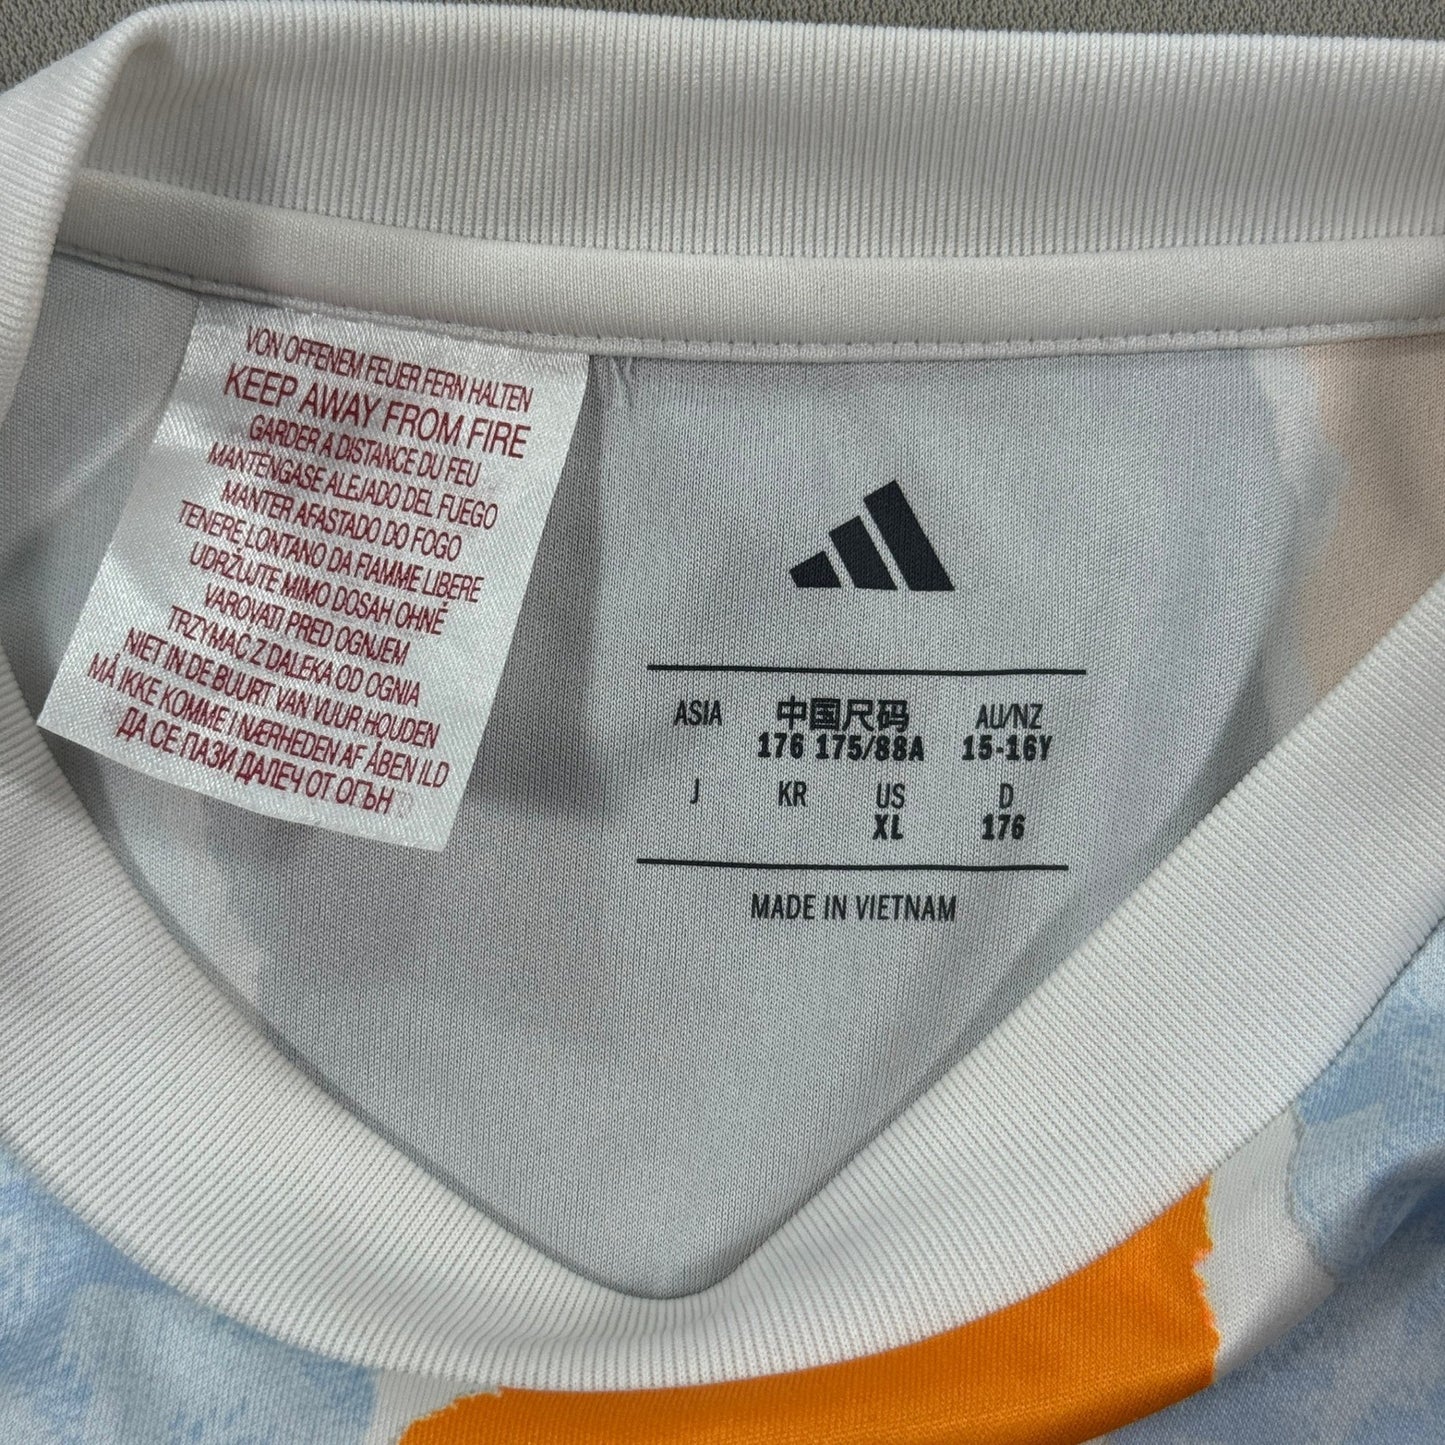 VON OFFENEM FEUER FERN HALTEN
KEEP AWAY FROM FIRE
GARDER A DISTANCE DU FEU
MANTÉNGASE ALEJADO DEL FUEGO
MANTER AFASTADO DO FOGO
TENERE LONTANO DA FIAMME LIBERE
UDRŽUJTE MIMO DOSAH OHNĚ
VAROVATI PRED OGNJEM
TRZYMAĆ Z DALEKA OD OGNIA
NIET IN DE BUURT VAN VUUR HOUDEN
MÅ IKKE KOMME I NÆRHEDEN AF ÅBEN ILD
ДА СЕ ПАЗИ ДАЛЕЧ ОТ ОГЪН
ASIA 中国尺码 AU/NZ
176 175/88A 15-16Y
J KR US D
XL 176
MADE IN VIETNAM